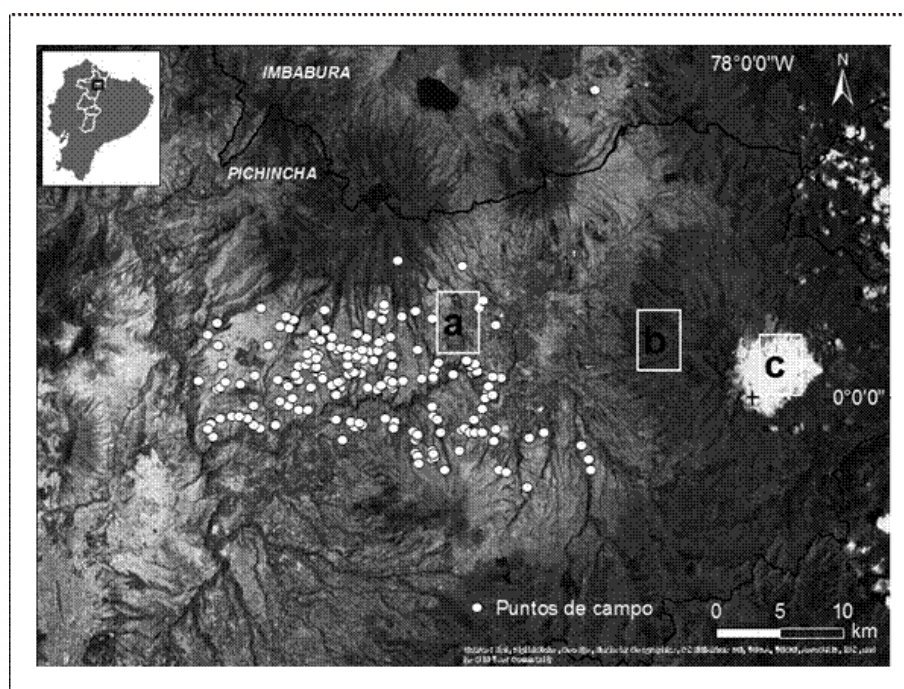 IMBABURA
78°0'0"W
N
PICHINCHA
a
b
c
0°0'0"
Puntos de campo
0 5 10
km